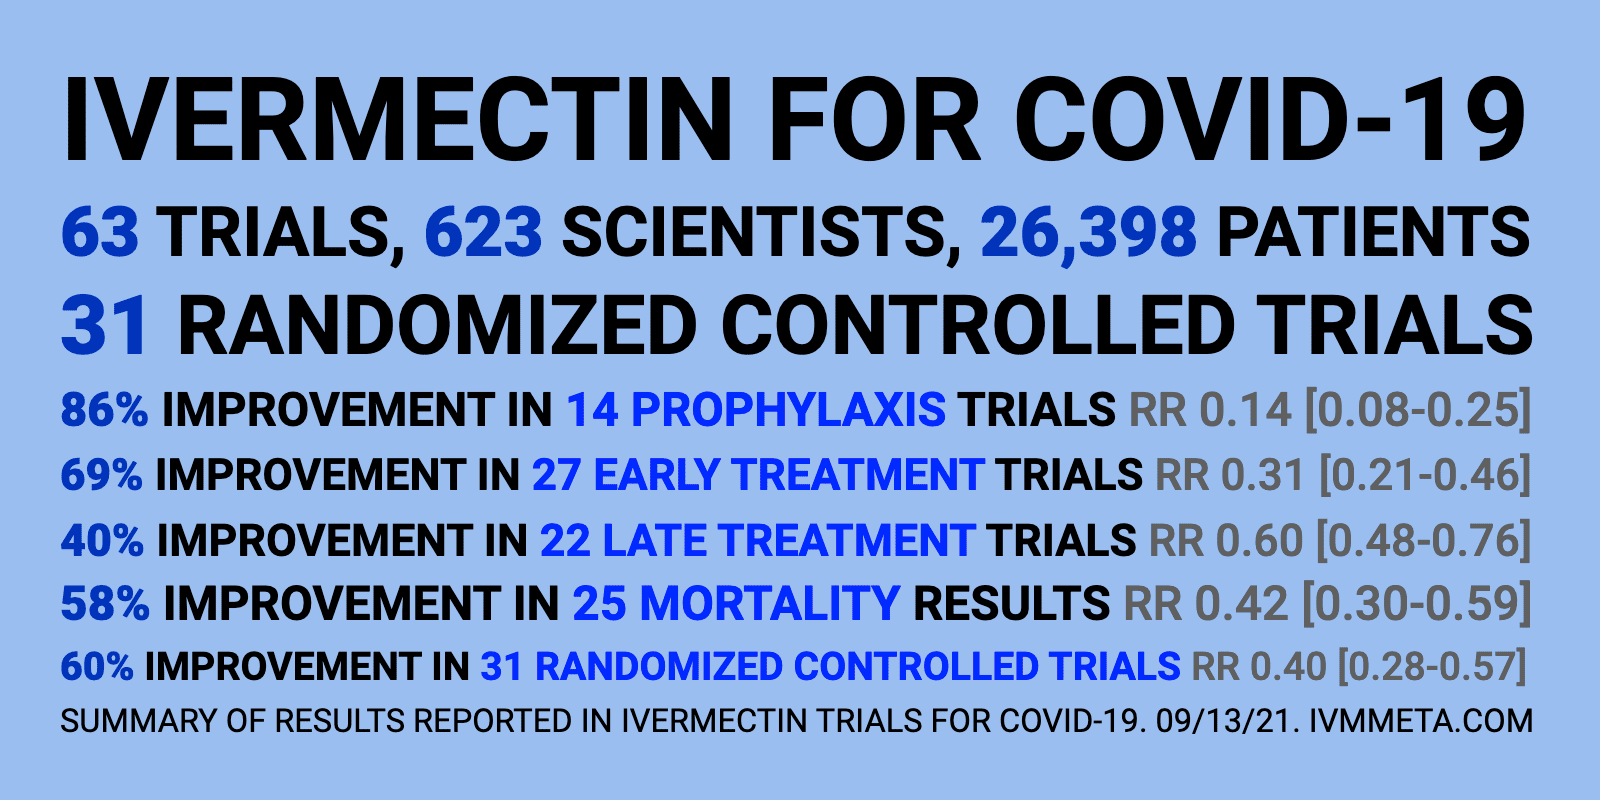 IVERMECTIN FOR COVID-19
63 TRIALS, 623 SCIENTISTS, 26,398 PATIENTS
31 RANDOMIZED CONTROLLED TRIALS
86% IMPROVEMENT IN 14 PROPHYLAXIS TRIALS RR 0.14 [0.08-0.25]
69% IMPROVEMENT IN 27 EARLY TREATMENT TRIALS RR 0.31 [0.21-0.46]
40% IMPROVEMENT IN 22 LATE TREATMENT TRIALS RR 0.60 [0.48-0.76]
58% IMPROVEMENT IN 25 MORTALITY RESULTS RR 0.42 [0.30-0.59]
60% IMPROVEMENT IN 31 RANDOMIZED CONTROLLED TRIALS RR 0.40 [0.28-0.57]
SUMMARY OF RESULTS REPORTED IN IVERMECTIN TRIALS FOR COVID-19. 09/13/21. IVMMETA.COM